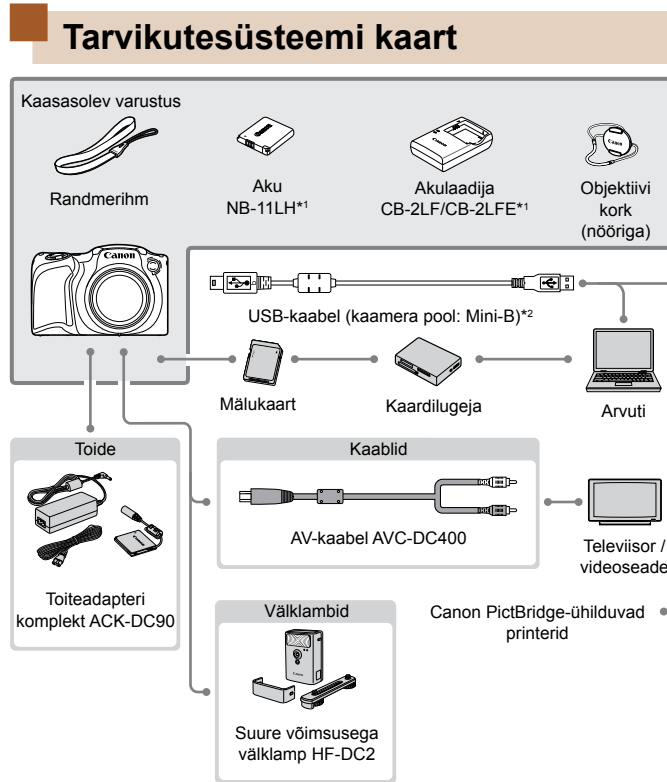 Tarvikutesüsteemi kaart
Kaasasolev varustus
Randmerihm
Aku
NB-11LH*1
Akulaadija
CB-2LF/CB-2LFE*1
Objektiivi
kork
(nööriga)
Canon
USB-kaabel (kaamera pool: Mini-B)*2
Mälukaart
Kaardilugeja
Arvuti
Toide
Toiteadapteri
komplekt ACK-DC90
Kaablid
AV-kaabel AVC-DC400
Televiisor /
videoseade
Välklambid
Suure võimsusega
välklamp HF-DC2
Canon PictBridge-ühilduvad
printerid